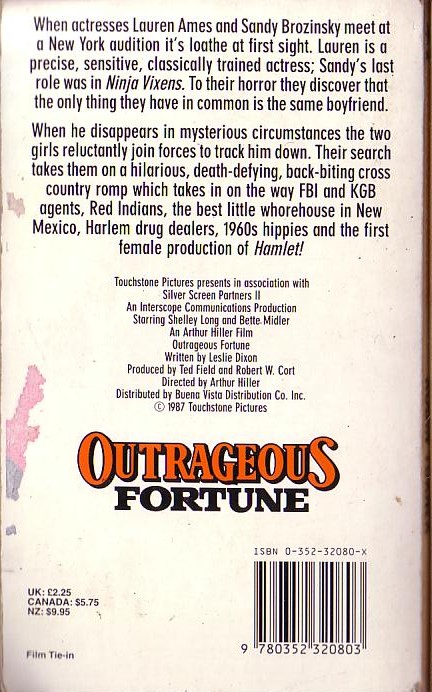 When actresses Lauren Ames and Sandy Brozinsky meet at
a New York audition it's loathe at first sight. Lauren is a
precise, sensitive, classically trained actress; Sandy's last
role was in Ninja Vixens. To their horror they discover that
the only thing they have in common is the same boyfriend.
When he disappears in mysterious circumstances the two
girls reluctantly join forces to track him down. Their search
takes them on a hilarious, death-defying, back-biting cross
country romp which takes in on the way FBI and KGB
agents, Red Indians, the best little whorehouse in New
Mexico, Harlem drug dealers, 1960s hippies and the first
female production of Hamlet!
Touchstone Pictures presents in association with
Silver Screen Partners II
An Interscope Communications Production
Starring Shelley Long and Bette Midler
An Arthur Hiller Film
Outrageous Fortune
Written by Leslie Dixon
Produced by Ted Field and Robert W. Cort
Directed by Arthur Hiller
Distributed by Buena Vista Distribution Co. Inc.
© 1987 Touchstone Pictures
OUTRAGEOUS
FORTUNE
ISBN 0-352-32080-X
UK: £2.25
CANADA: $5.75
NZ: $9.95
9 780352 320803
Film Tie-in